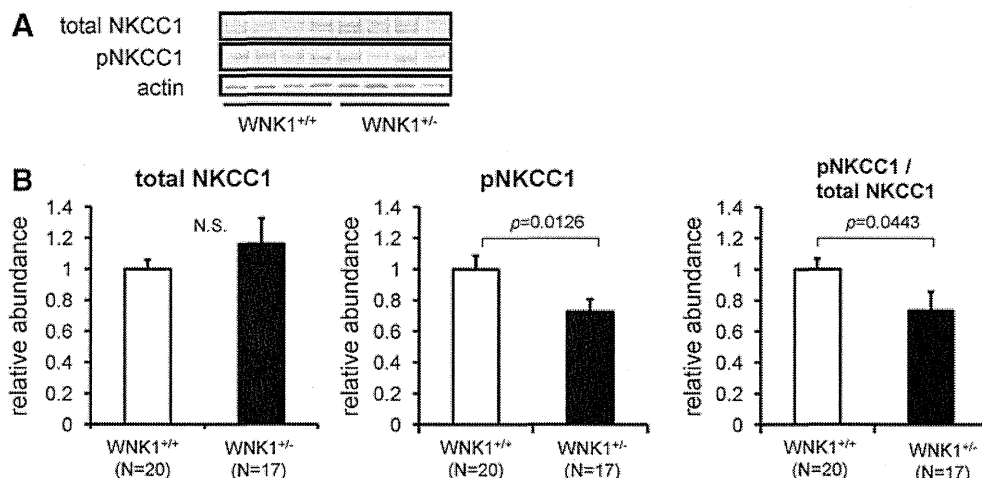 A
total NKCC1
pNKCC1
actin
WNK1+/+ WNK1+/-
B
total NKCC1
relative abundance
1.4
1.2
1
0.8
0.6
0.4
0.2
0
N.S.
WNK1+/+ WNK1+/-
(N=20) (N=17)
pNKCC1
relative abundance
1.4
1.2
1
0.8
0.6
0.4
0.2
0
p=0.0126
WNK1+/+ WNK1+/-
(N=20) (N=17)
pNKCC1 /
total NKCC1
relative abundance
1.4
1.2
1
0.8
0.6
0.4
0.2
0
p=0.0443
WNK1+/+ WNK1+/-
(N=20) (N=17)